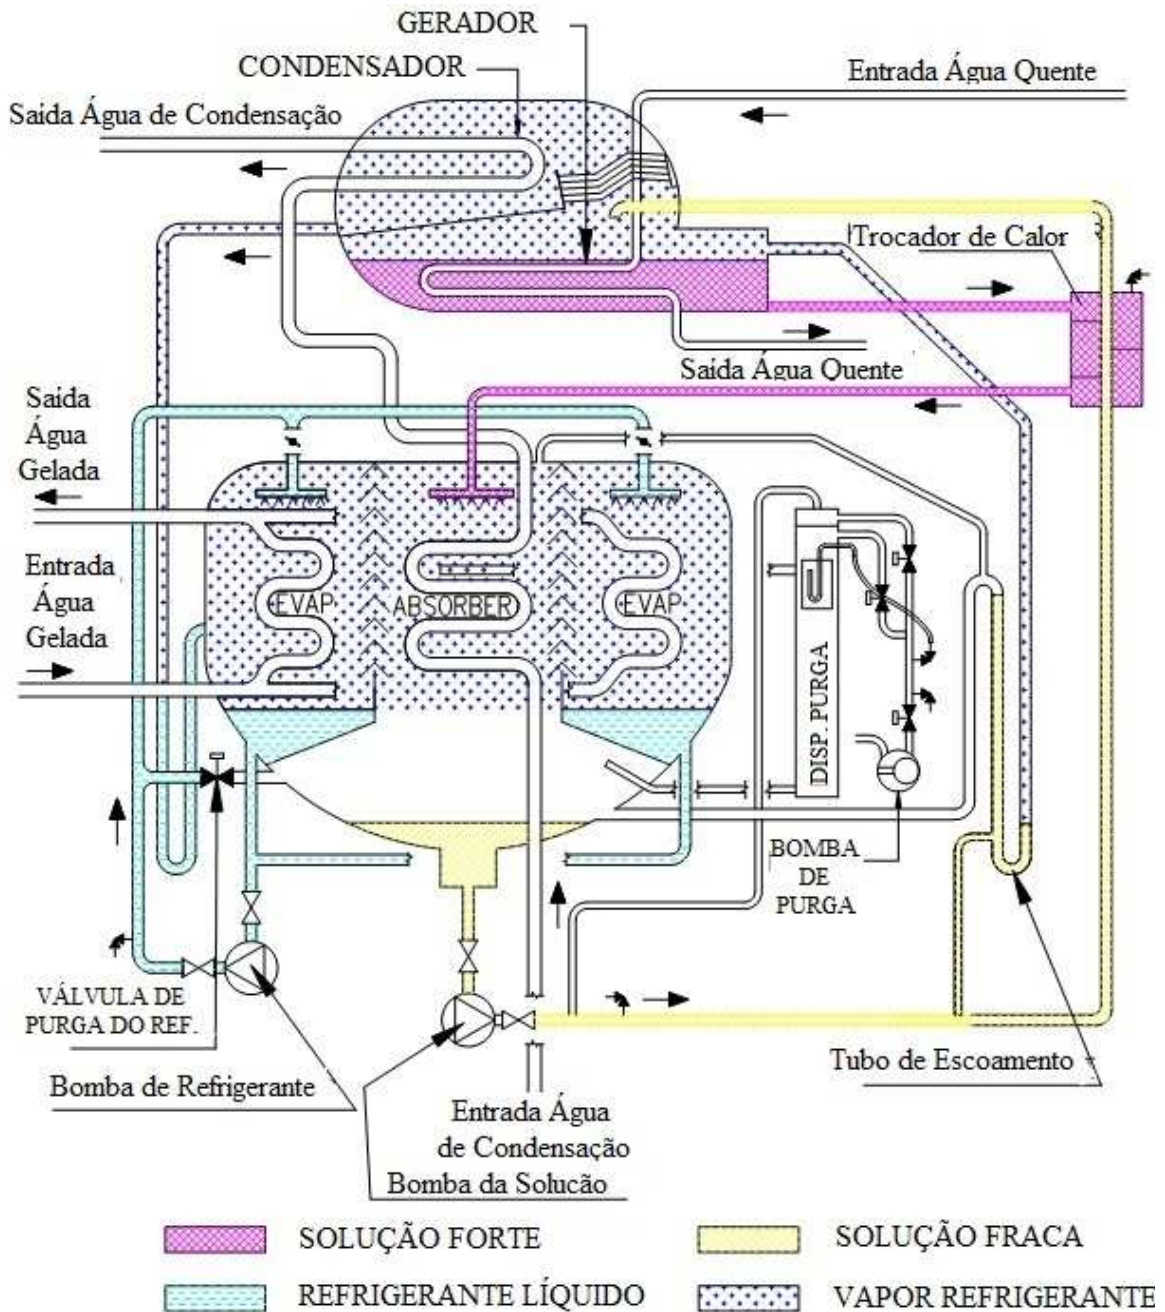 GERADOR
CONDENSADOR
Entrada Água Quente
Saída Água de Condensação
Trocador de Calor
Saída Água Quente
Saída
Água
Gelada
Entrada
Água
Gelada
EVAP
ABSORBER
EVAP
DISP. PURGA
BOMBA
DE
PURGA
VÁLVULA DE
PURGA DO REF.
Tubo de Escoamento
Bomba de Refrigerante
Entrada Água
de Condensação
Bomba da Solucão
SOLUÇÃO FORTE
SOLUÇÃO FRACA
REFRIGERANTE LÍQUIDO
VAPOR REFRIGERANTE